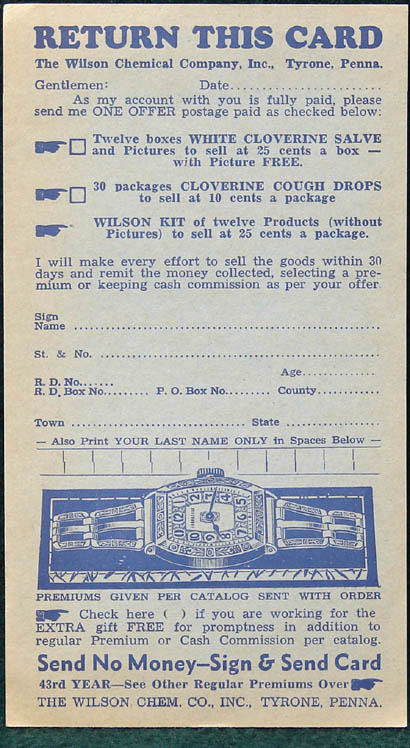 RETURN THIS CARD
The Wilson Chemical Company, Inc., Tyrone, Penna.
Gentlemen: Date........................
As my account with you is fully paid, please
send me ONE OFFER postage paid as checked below:
Twelve boxes WHITE CLOVERINE SALVE
and Pictures to sell at 25 cents a box —
with Picture FREE.
30 packages CLOVERINE COUGH DROPS
to sell at 10 cents a package
WILSON KIT of twelve Products (without
Pictures) to sell at 25 cents a package.
I will make every effort to sell the goods within 30
days and remit the money collected, selecting a pre-
mium or keeping cash commission as per your offer.
Sign
Name ........................
St. & No. ........................
Age............
R. D. No......
R. D. Box No........ P. O. Box No........ County...........
Town ........................ State ........................
— Also Print YOUR LAST NAME ONLY in Spaces Below —
PREMIUMS GIVEN PER CATALOG SENT WITH ORDER
Check here ( ) if you are working for the
EXTRA gift FREE for promptness in addition to
regular Premium or Cash Commission per catalog.
Send No Money—Sign & Send Card
43rd YEAR—See Other Regular Premiums Over
THE WILSON CHEM. CO., INC., TYRONE, PENNA.